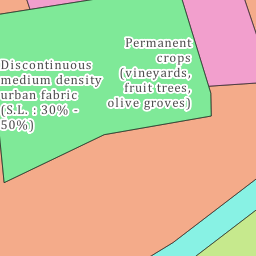 Permanent
crops
(vineyards,
fruit trees,
olive groves)
Discontinuous
medium density
urban fabric
(S.L. : 30% -
50%)